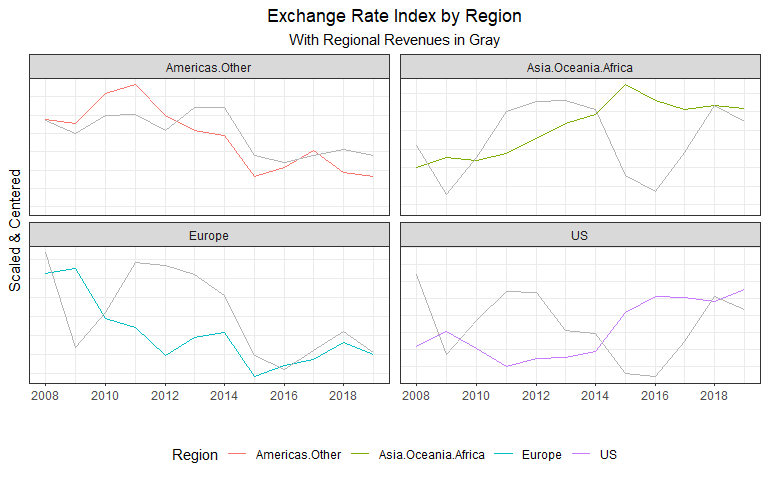 Exchange Rate Index by Region
With Regional Revenues in Gray
Americas.Other
Asia.Oceania.Africa
Scaled & Centered
Europe
US
2008 2010 2012 2014 2016 2018
2008 2010 2012 2014 2016 2018
Region Americas.Other Asia.Oceania.Africa Europe US